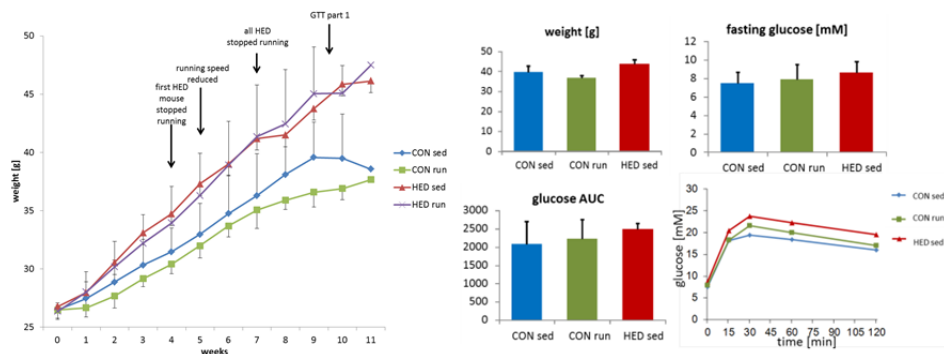 GTT part 1
all HED
stopped running
running speed
reduced
first HED
mouse
stopped
running
weight [g]
50
45
40
35
30
25
0 1 2 3 4 5 6 7 8 9 10 11
weeks
CON sed
CON run
HED sed
HED run
weight [g]
50
40
30
20
10
0
CON sed CON run HED sed
fasting glucose [mM]
12
10
8
6
4
2
0
CON sed CON run HED sed
glucose AUC
3000
2500
2000
1500
1000
500
0
CON sed CON run HED sed
glucose [mM]
25
20
15
10
5
0
0 15 30 45 60 75 90 105 120
time [min]
CON sed
CON run
HED sed